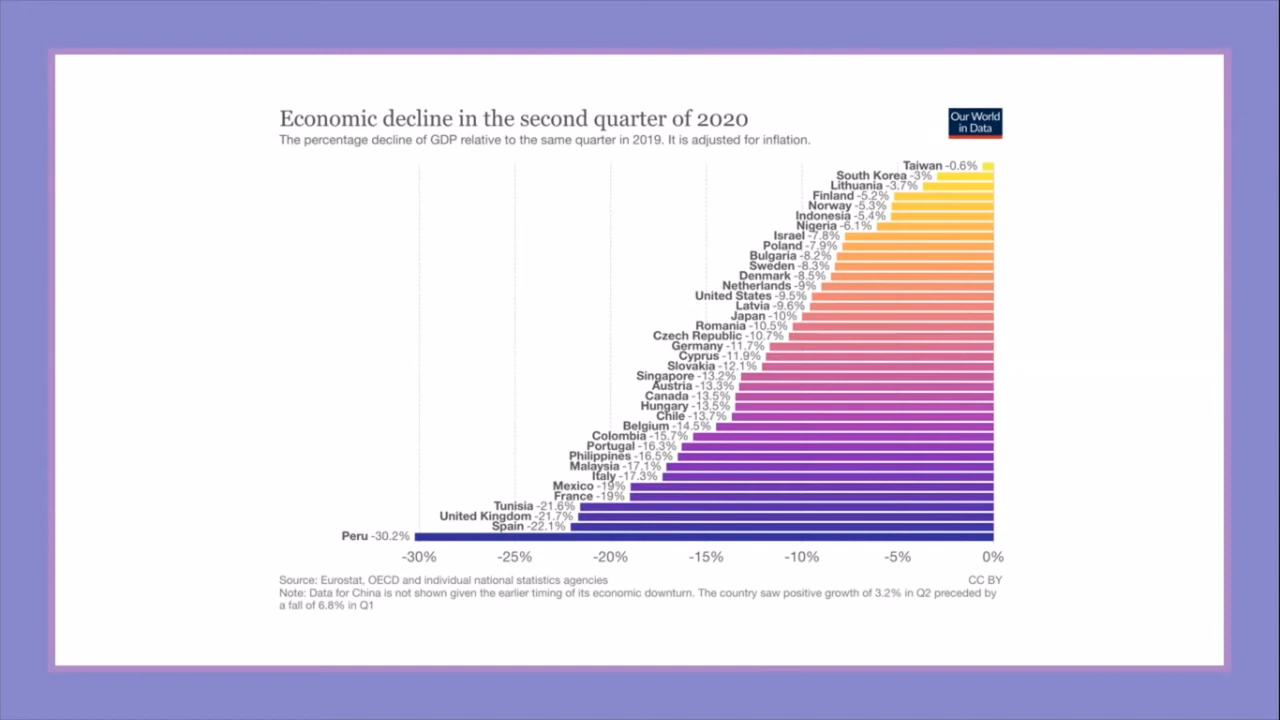 Economic decline in the second quarter of 2020
Our World
in Data
The percentage decline of GDP relative to the same quarter in 2019. It is adjusted for inflation.
Taiwan -0.6%
South Korea -3%
Lithuania -3.7%
Finland -5.2%
Norway -5.3%
Indonesia -5.4%
Nigeria -6.1%
Israel -7.8%
Poland -7.9%
Bulgaria -8.2%
Sweden -8.3%
Denmark -8.5%
Netherlands -9%
United States -9.5%
Latvia -9.6%
Japan -10%
Romania -10.5%
Czech Republic -10.7%
Germany -11.7%
Cyprus -11.9%
Slovakia -12.1%
Singapore -13.2%
Austria -13.3%
Canada -13.5%
Hungary -13.5%
Chile -13.7%
Belgium -14.5%
Colombia -15.7%
Portugal -16.3%
Philippines -16.5%
Malaysia -17.1%
Italy -17.3%
Mexico -19%
France -19%
Tunisia -21.6%
United Kingdom -21.7%
Spain -22.1%
Peru -30.2%
-30% -25% -20% -15% -10% -5% 0%
Source: Eurostat, OECD and individual national statistics agencies
CC BY
Note: Data for China is not shown given the earlier timing of its economic downturn. The country saw positive growth of 3.2% in Q2 preceded by
a fall of 6.8% in Q1